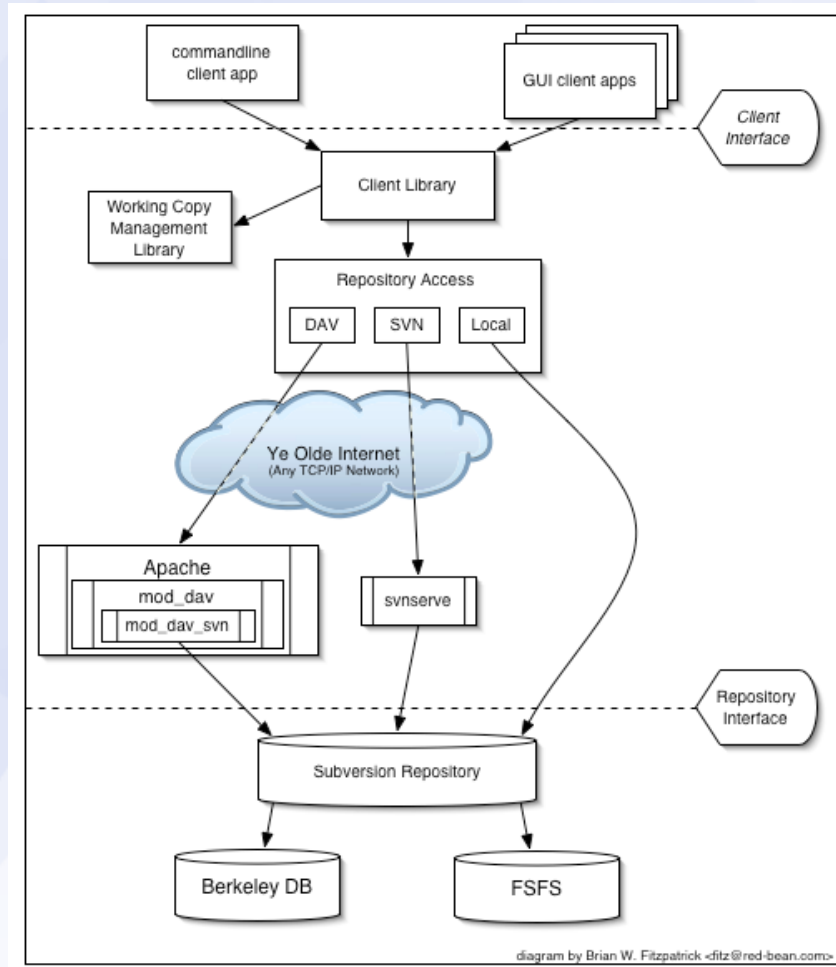 commandline
client app
GUI client apps
Client
Interface
Client Library
Working Copy
Management
Library
Repository Access
DAV
SVN
Local
Ye Olde Internet
(Any TCP/IP Network)
Apache
mod_dav
mod_dav_svn
svnserve
Repository
Interface
Subversion Repository
Berkeley DB
FSFS
diagram by Brian W. Fitzpatrick <fitz@red-bean.com>